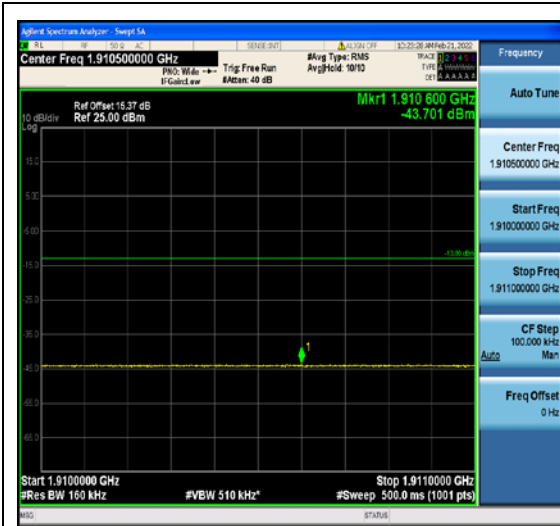 Agilent Spectrum Analyzer - Swept SA
RL RF 50 Ω AC SENSE:INT ALIGN OFF 10:23:28 AM Feb 21, 2022
Center Freq 1.910500000 GHz
PNO: Wide
IFGain:Low
Trig: Free Run
#Atten: 40 dB
#Avg Type: RMS
Avg|Hold: 10/10
TRACE 1 2 3 4 5 6
TYPE
DET A A A A A A
Ref Offset 15.37 dB
10 dB/div Ref 25.00 dBm
Log
Mkr1 1.910 600 GHz
-43.701 dBm
15.0
5.00
-5.00
-13.00 dBm
-15.0
-25.0
-35.0
1
-45.0
-55.0
-65.0
Start 1.9100000 GHz Stop 1.9110000 GHz
#Res BW 160 kHz #VBW 510 kHz* #Sweep 500.0 ms (1001 pts)
MSG STATUS
Frequency
Auto Tune
Center Freq
1.910500000 GHz
Start Freq
1.910000000 GHz
Stop Freq
1.911000000 GHz
CF Step
100.000 kHz
Auto Man
Freq Offset
0 Hz